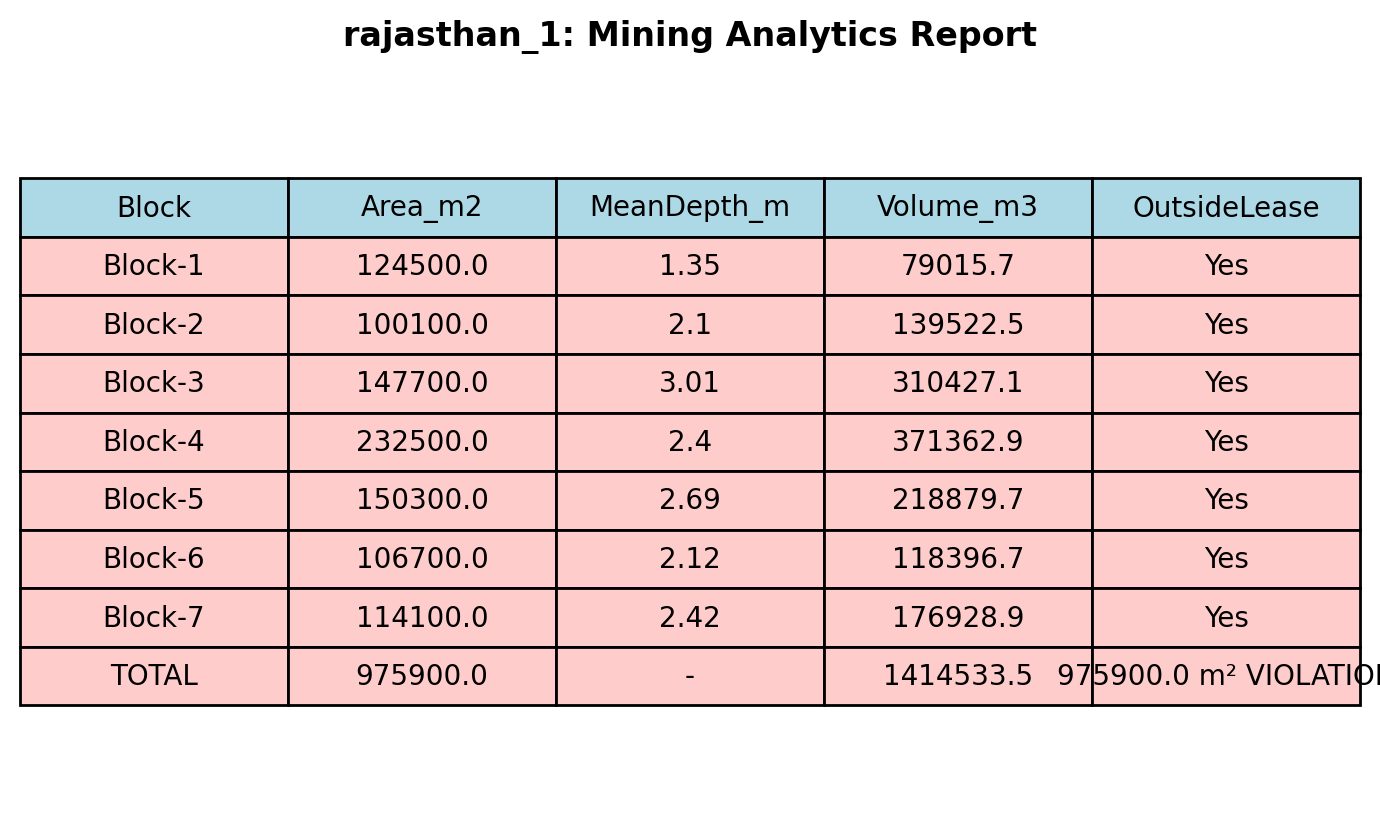 rajasthan_1: Mining Analytics Report
Block Area_m2 MeanDepth_m Volume_m3 OutsideLease
Block-1 124500.0 1.35 79015.7 Yes
Block-2 100100.0 2.1 139522.5 Yes
Block-3 147700.0 3.01 310427.1 Yes
Block-4 232500.0 2.4 371362.9 Yes
Block-5 150300.0 2.69 218879.7 Yes
Block-6 106700.0 2.12 118396.7 Yes
Block-7 114100.0 2.42 176928.9 Yes
TOTAL 975900.0 - 1414533.5 975900.0 m² VIOLATIO